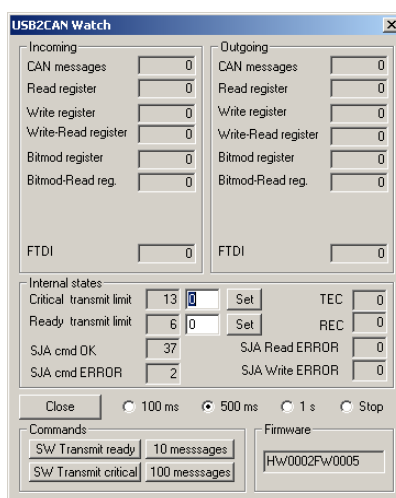 USB2CAN Watch
Incoming
CAN messages 0
Read register 0
Write register 0
Write-Read register 0
Bitmod register 0
Bitmod-Read reg. 0
FTDI 0
Outgoing
CAN messages 0
Read register 0
Write register 0
Write-Read register 0
Bitmod register 0
Bitmod-Read reg. 0
FTDI 0
Internal states
Critical transmit limit 13 0 Set TEC 0
Ready transmit limit 6 0 Set REC 0
SJA cmd OK 37 SJA Read ERROR 0
SJA cmd ERROR 2 SJA Write ERROR 0
Close 100 ms 500 ms 1 s Stop
Commands
SW Transmit ready 10 messsages
SW Transmit critical 100 messsages
Firmware
HW0002FW0005